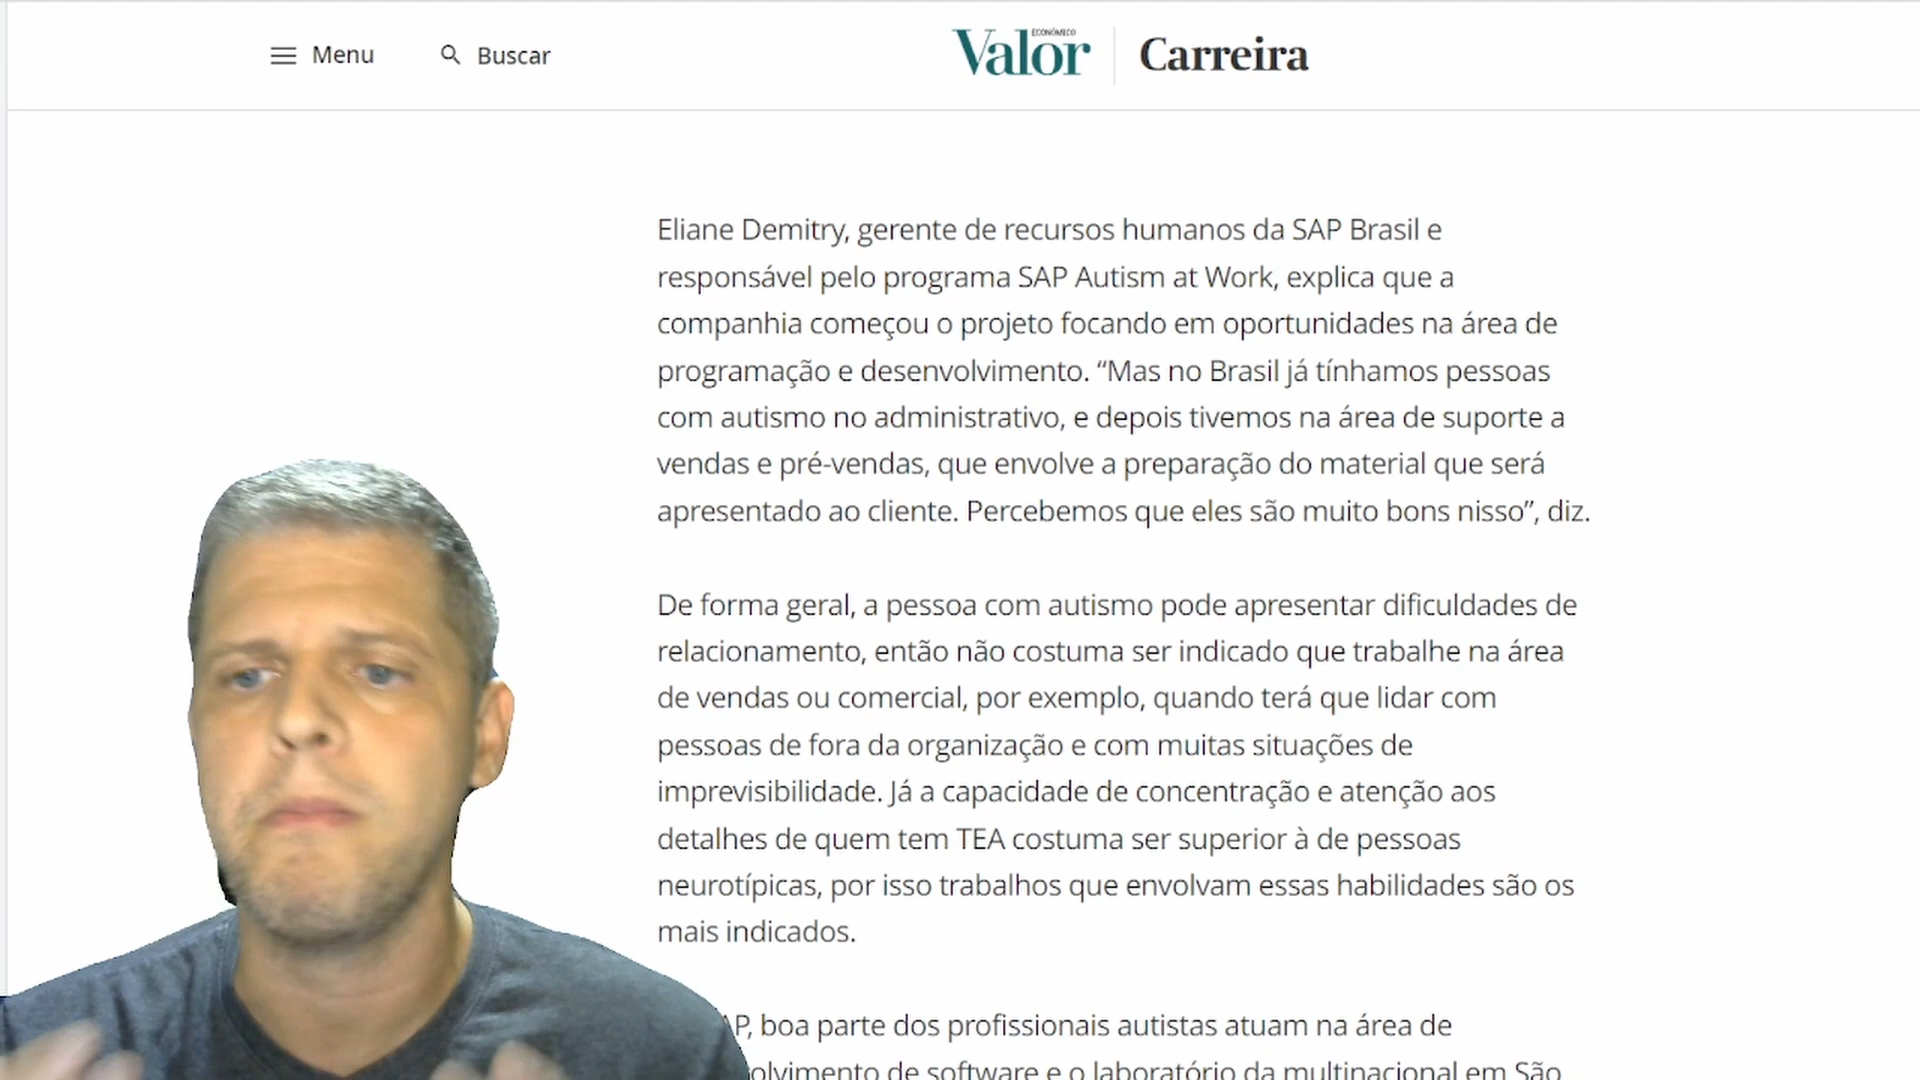 Menu
Buscar
ECONÔMICO
Valor
Carreira
Eliane Demitry, gerente de recursos humanos da SAP Brasil e
responsável pelo programa SAP Autism at Work, explica que a
companhia começou o projeto focando em oportunidades na área de
programação e desenvolvimento. “Mas no Brasil já tínhamos pessoas
com autismo no administrativo, e depois tivemos na área de suporte a
vendas e pré-vendas, que envolve a preparação do material que será
apresentado ao cliente. Percebemos que eles são muito bons nisso”, diz.
De forma geral, a pessoa com autismo pode apresentar dificuldades de
relacionamento, então não costuma ser indicado que trabalhe na área
de vendas ou comercial, por exemplo, quando terá que lidar com
pessoas de fora da organização e com muitas situações de
imprevisibilidade. Já a capacidade de concentração e atenção aos
detalhes de quem tem TEA costuma ser superior à de pessoas
neurotípicas, por isso trabalhos que envolvam essas habilidades são os
mais indicados.
boa parte dos profissionais autistas atuam na área de
de software e o laboratório da multinacional em São